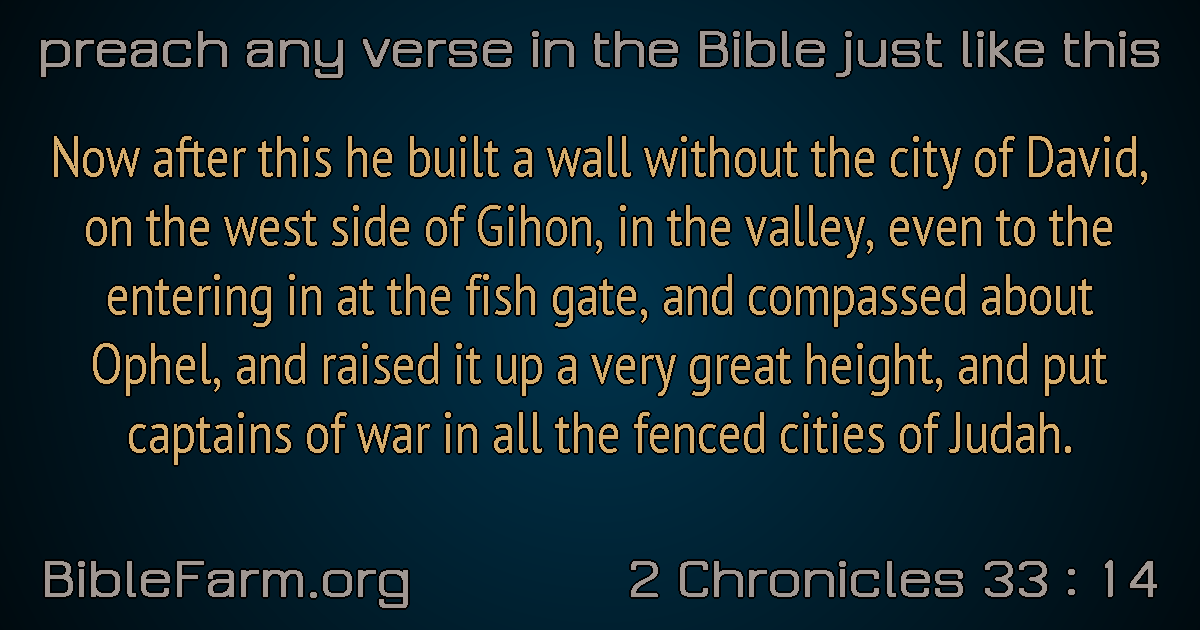 preach any verse in the Bible just like this
Now after this he built a wall without the city of David,
on the west side of Gihon, in the valley, even to the
entering in at the fish gate, and compassed about
Ophel, and raised it up a very great height, and put
captains of war in all the fenced cities of Judah.
BibleFarm.org
2 Chronicles 33 : 14